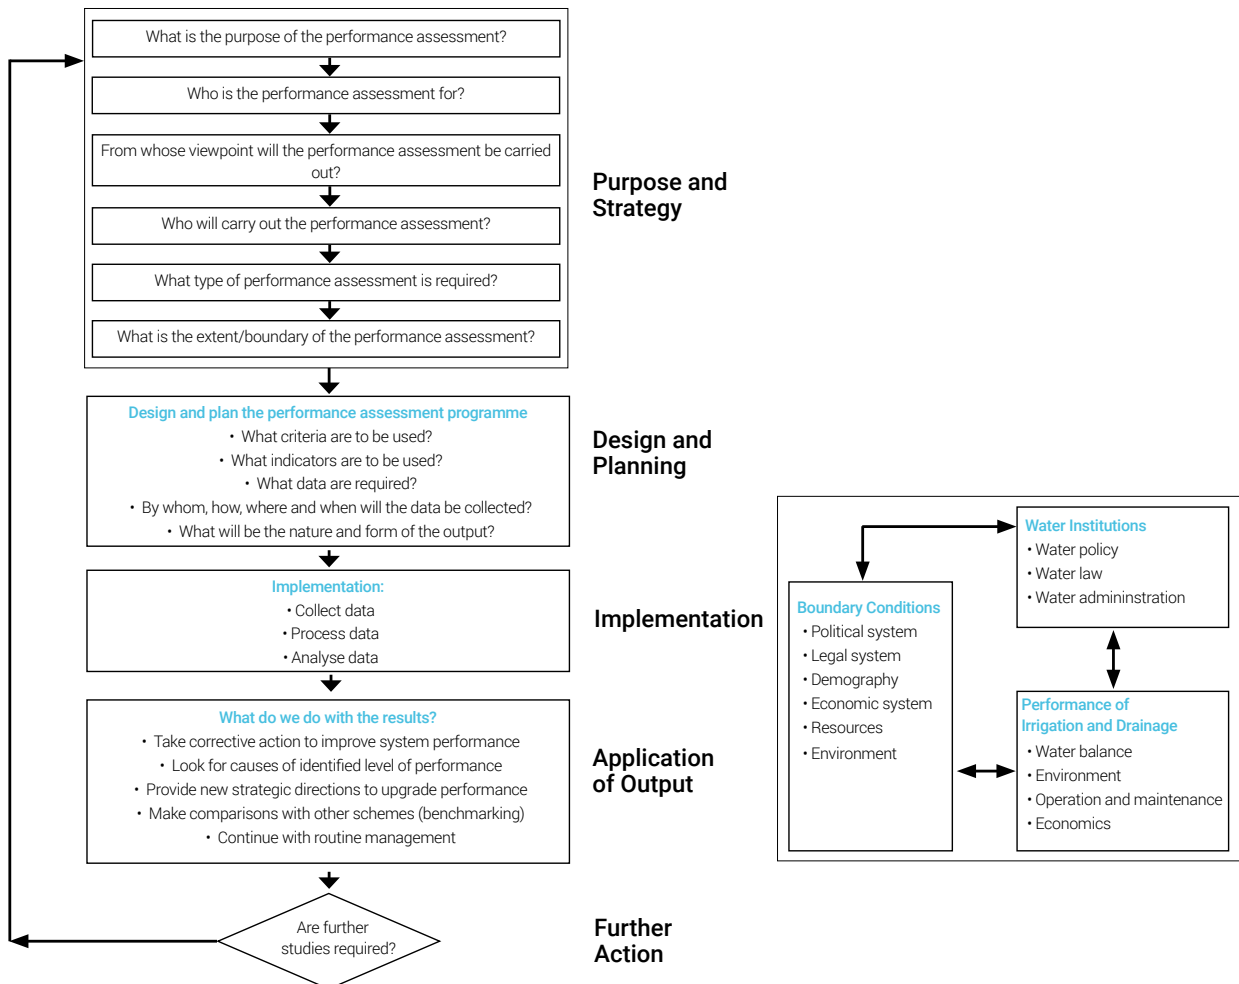 What is the purpose of the performance assessment?
Who is the performance assessment for?
From whose viewpoint will the performance assessment be carried
out?
Who will carry out the performance assessment?
What type of performance assessment is required?
What is the extent/boundary of the performance assessment?
Purpose and
Strategy
Design and plan the performance assessment programme
• What criteria are to be used?
• What indicators are to be used?
• What data are required?
• By whom, how, where and when will the data be collected?
• What will be the nature and form of the output?
Design and
Planning
Implementation:
• Collect data
• Process data
• Analyse data
Implementation
What do we do with the results?
• Take corrective action to improve system performance
• Look for causes of identified level of performance
• Provide new strategic directions to upgrade performance
• Make comparisons with other schemes (benchmarking)
• Continue with routine management
Application
of Output
Are further
studies required?
Further
Action
Boundary Conditions
• Political system
• Legal system
• Demography
• Economic system
• Resources
• Environment
Water Institutions
• Water policy
• Water law
• Water admininstration
Performance of
Irrigation and Drainage
• Water balance
• Environment
• Operation and maintenance
• Economics